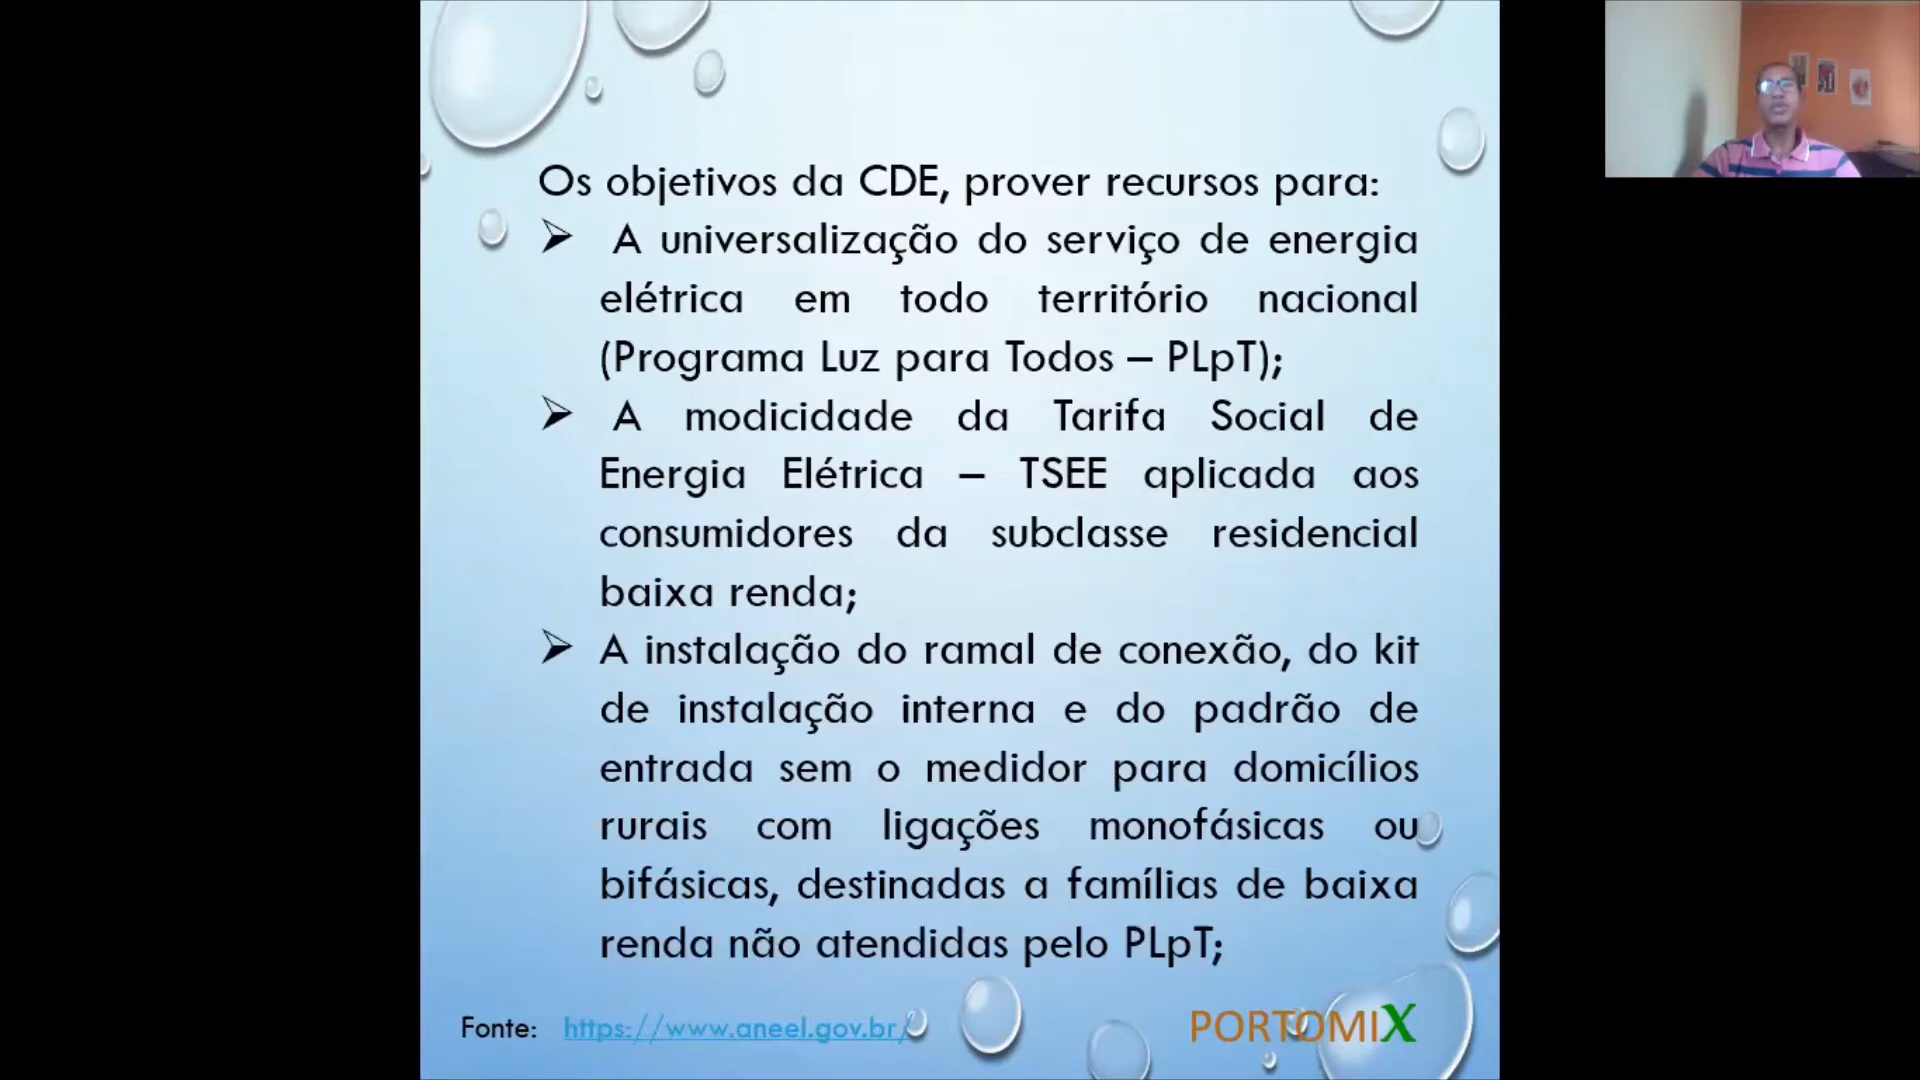 Os objetivos da CDE, prover recursos para:
➢ A universalização do serviço de energia
elétrica em todo território nacional
(Programa Luz para Todos – PLpT);
➢ A modicidade da Tarifa Social de
Energia Elétrica – TSEE aplicada aos
consumidores da subclasse residencial
baixa renda;
➢ A instalação do ramal de conexão, do kit
de instalação interna e do padrão de
entrada sem o medidor para domicílios
rurais com ligações monofásicas ou
bifásicas, destinadas a famílias de baixa
renda não atendidas pelo PLpT;
Fonte: https://www.aneel.gov.br/
PORTOMIX